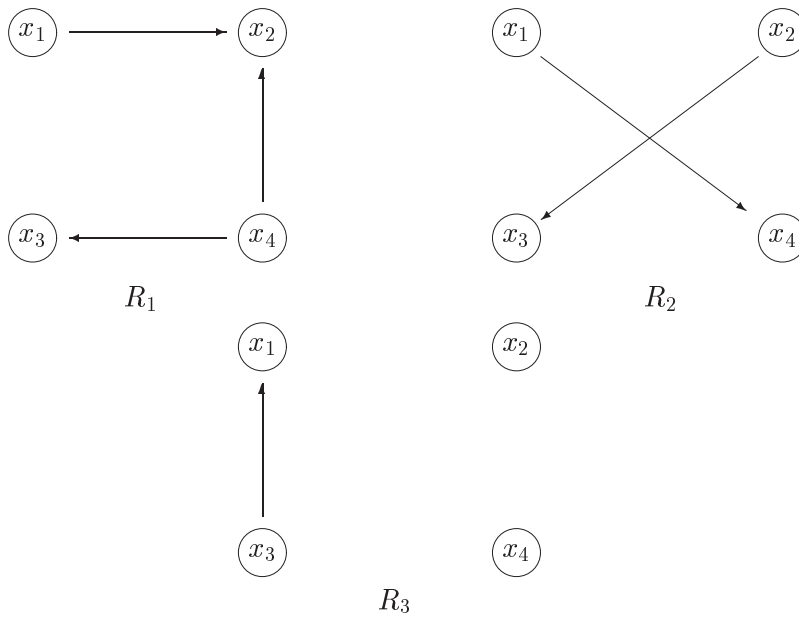 x₁ x₂ x₁ x₂
x₃ x₄ x₃ x₄
R₁ R₂
x₁ x₂
x₃ x₄
R₃